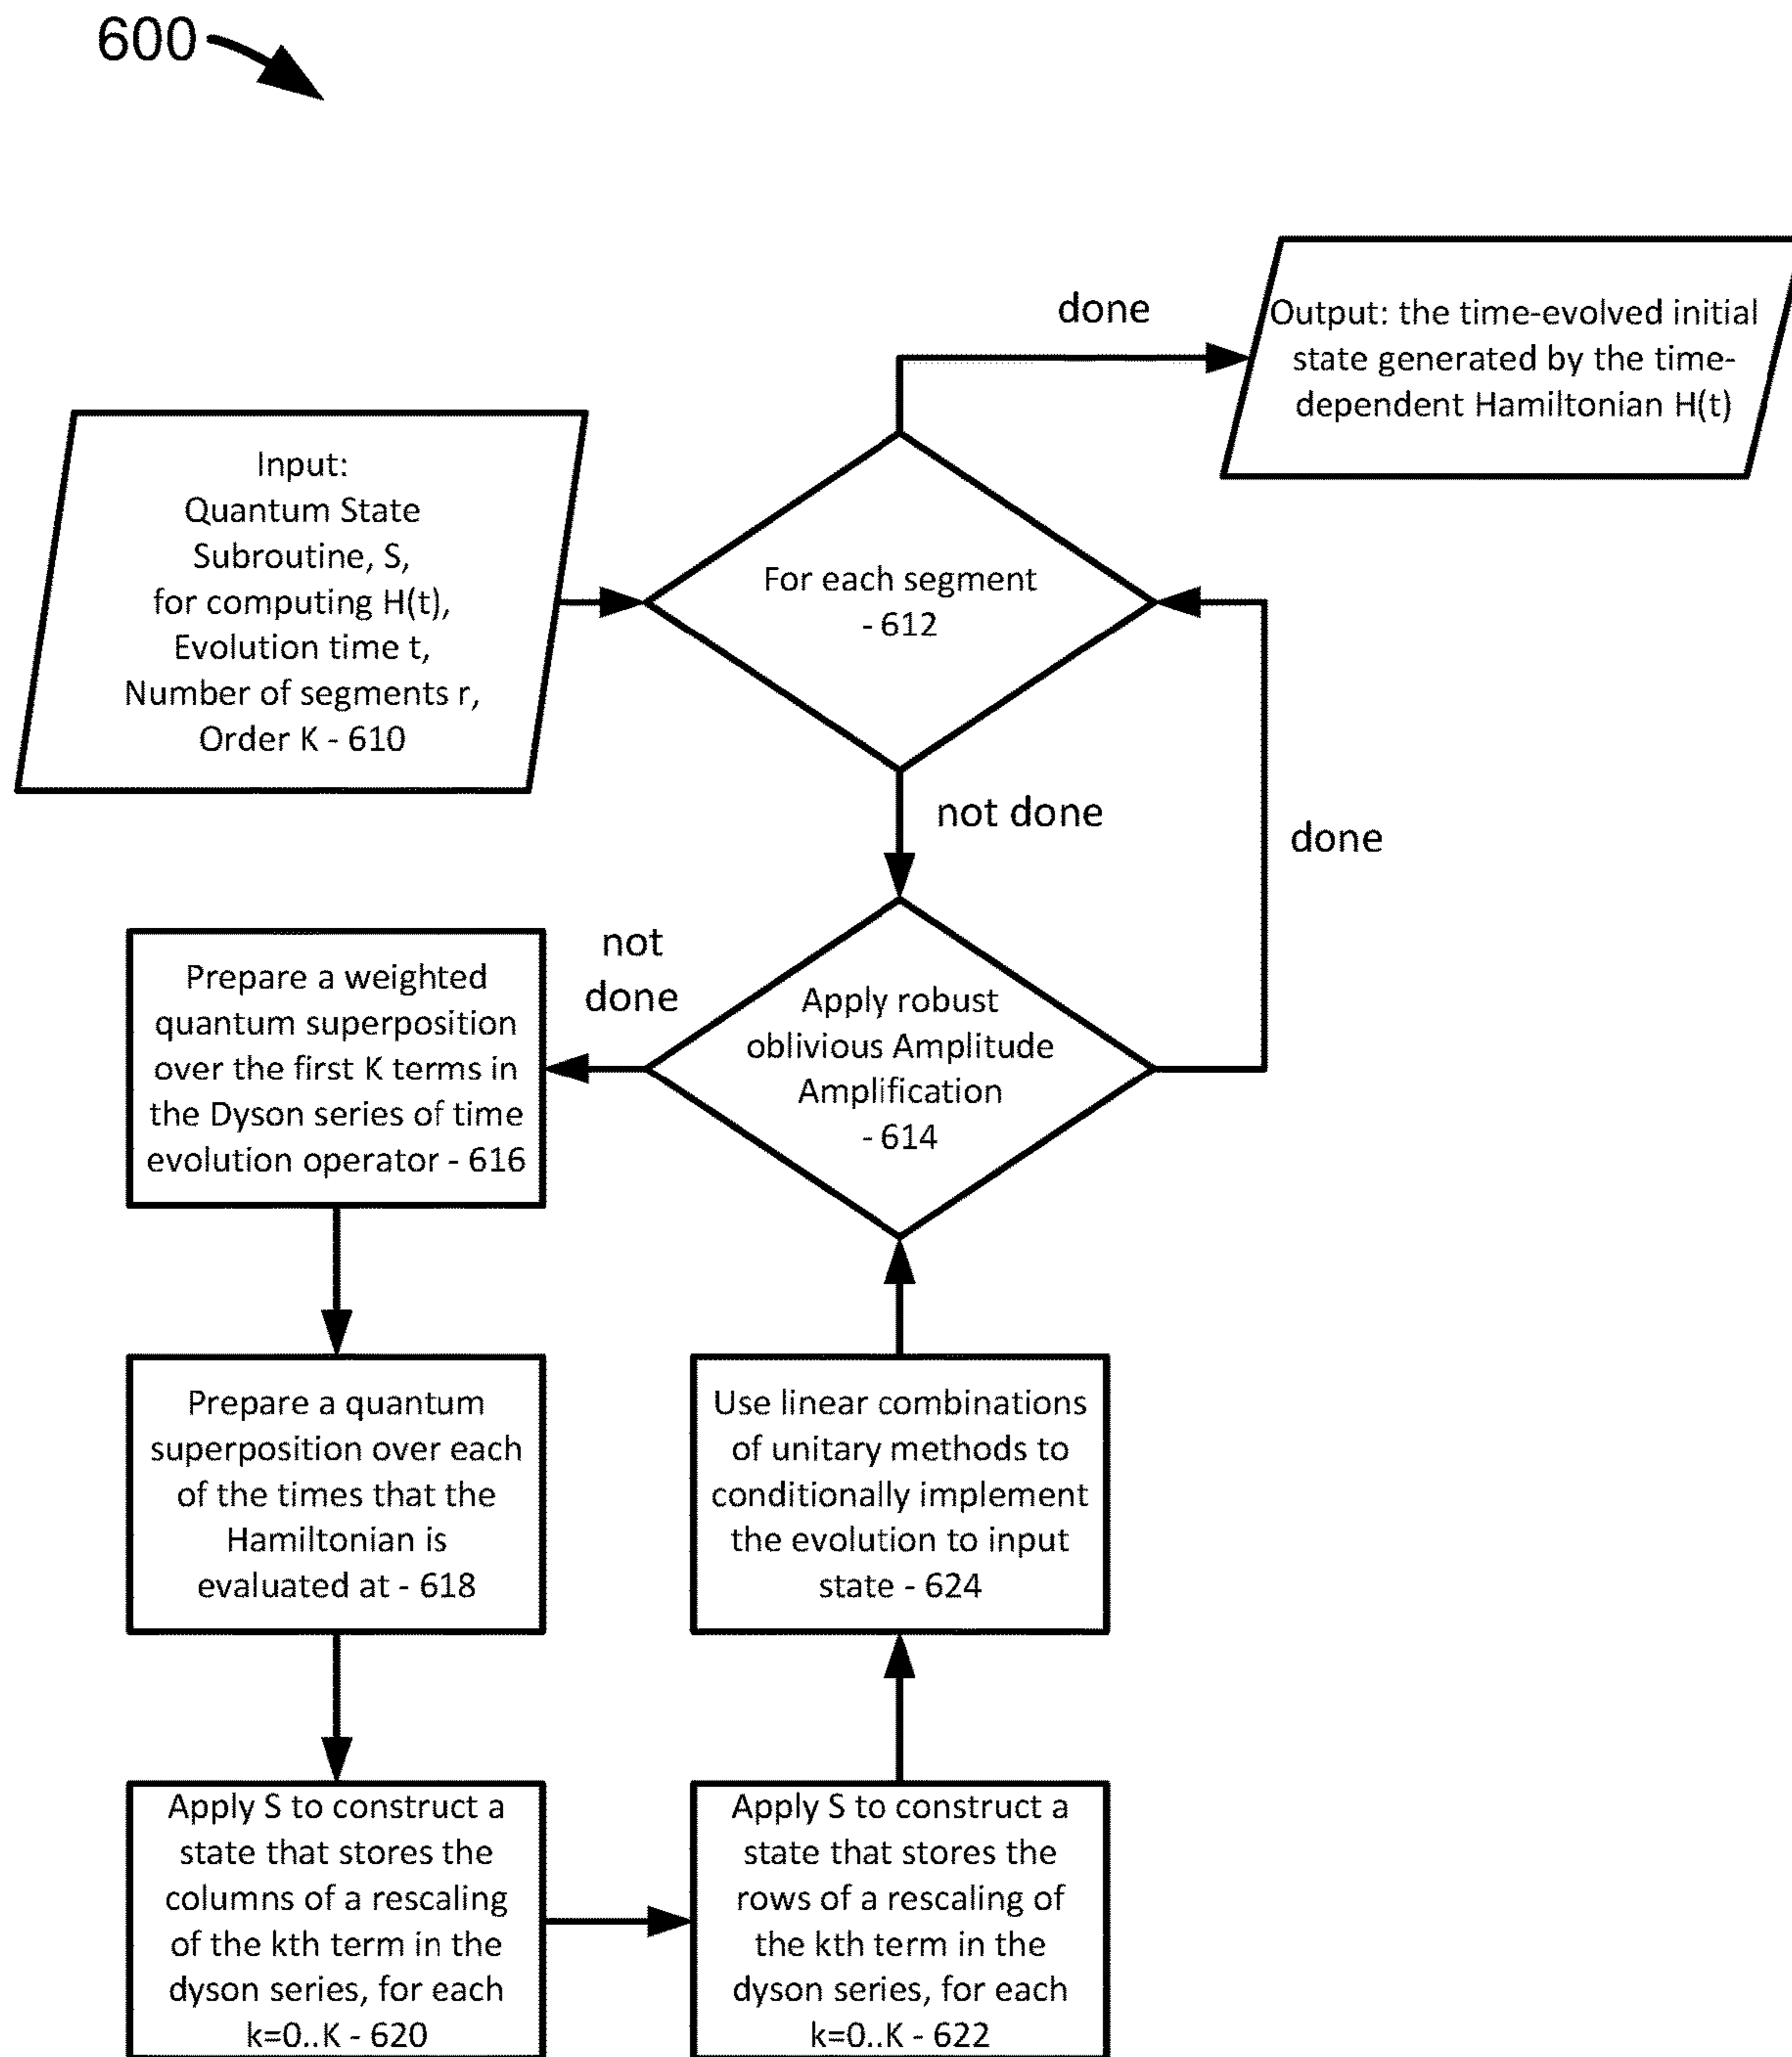 600
done
Output: the time-evolved initial
state generated by the time-
dependent Hamiltonian H(t)
Input:
Quantum State
Subroutine, S,
for computing H(t),
Evolution time t,
Number of segments r,
Order K - 610
For each segment
- 612
not done
done
not
done
Apply robust
oblivious Amplitude
Amplification
- 614
Prepare a weighted
quantum superposition
over the first K terms in
the Dyson series of time
evolution operator - 616
Prepare a quantum
superposition over each
of the times that the
Hamiltonian is
evaluated at - 618
Use linear combinations
of unitary methods to
conditionally implement
the evolution to input
state - 624
Apply S to construct a
state that stores the
columns of a rescaling
of the kth term in the
dyson series, for each
k=0..K - 620
Apply S to construct a
state that stores the
rows of a rescaling of
the kth term in the
dyson series, for each
k=0..K - 622